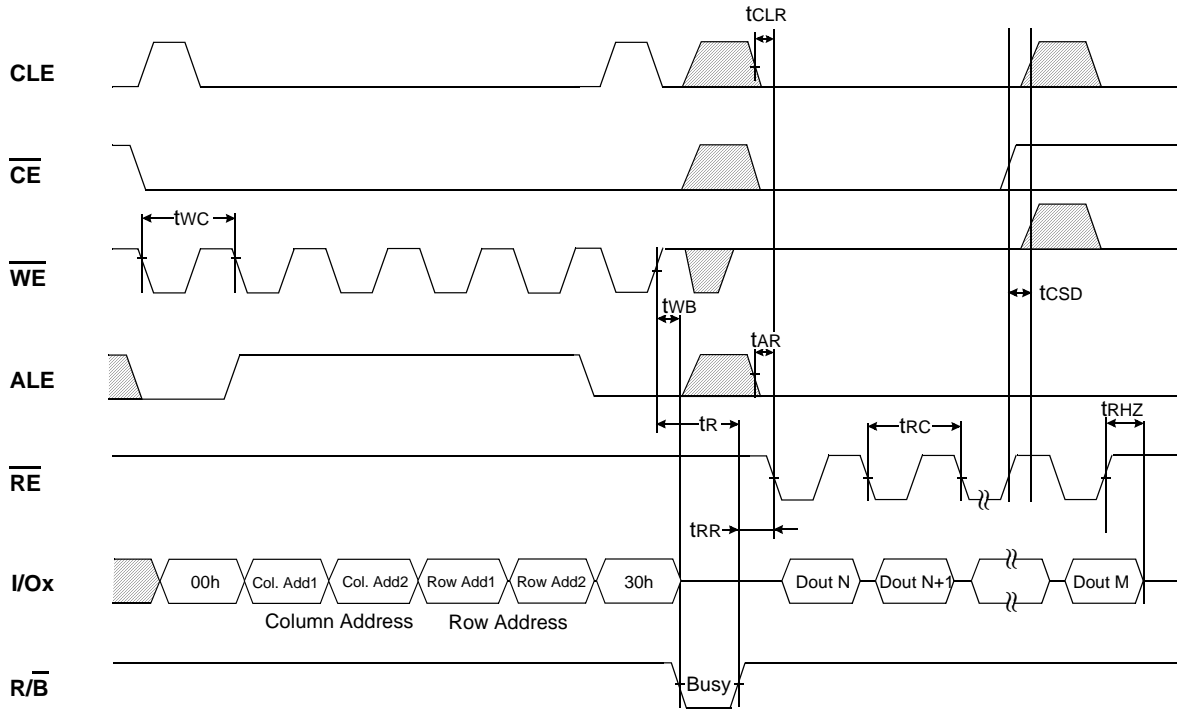 tCLR
CLE
CE
tWC
WE
tWB
tCSD
ALE
tAR
tR
tRC
tRHZ
RE
tRR
I/Ox
00h
Col. Add1
Col. Add2
Row Add1
Row Add2
30h
Dout N
Dout N+1
Dout M
Column Address
Row Address
R/B
Busy